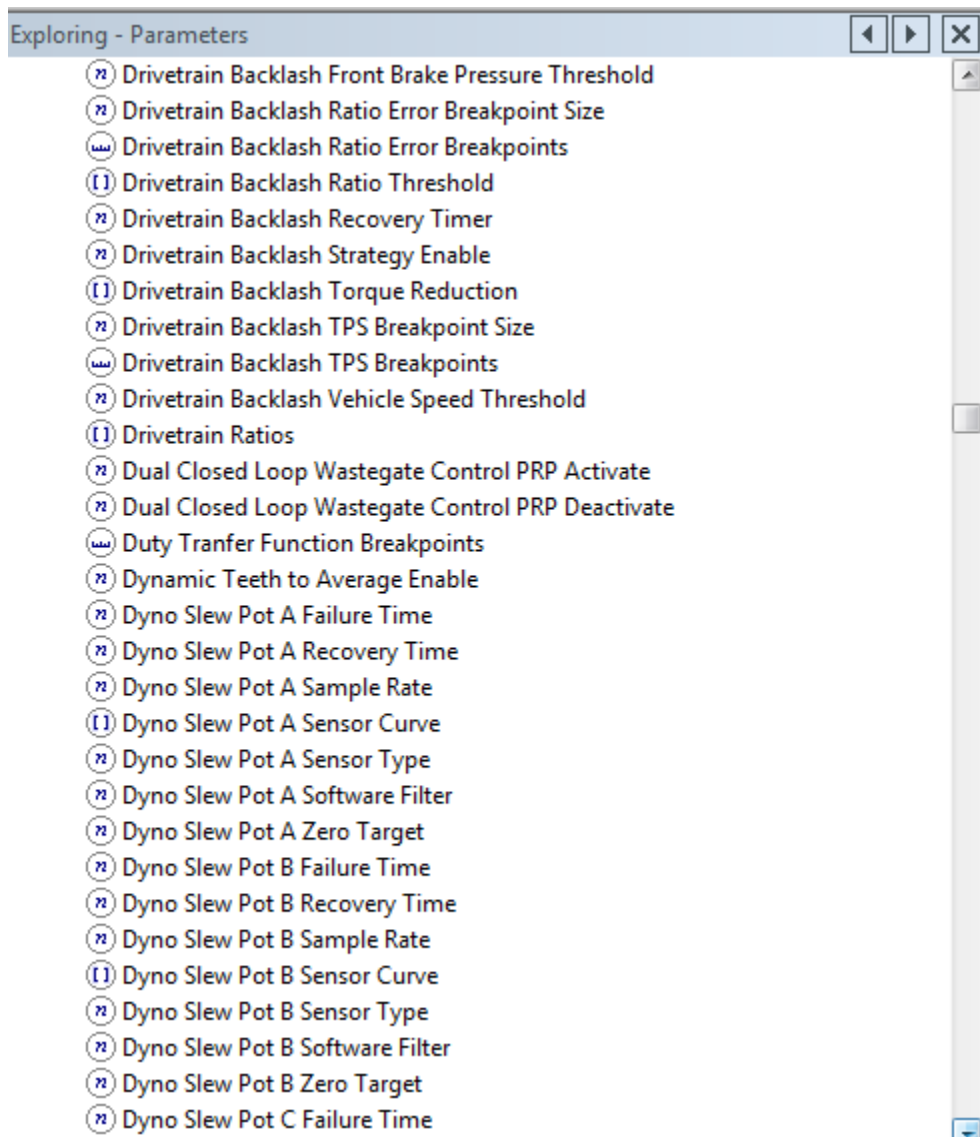 Exploring - Parameters
Drivetrain Backlash Front Brake Pressure Threshold
Drivetrain Backlash Ratio Error Breakpoint Size
Drivetrain Backlash Ratio Error Breakpoints
Drivetrain Backlash Ratio Threshold
Drivetrain Backlash Recovery Timer
Drivetrain Backlash Strategy Enable
Drivetrain Backlash Torque Reduction
Drivetrain Backlash TPS Breakpoint Size
Drivetrain Backlash TPS Breakpoints
Drivetrain Backlash Vehicle Speed Threshold
Drivetrain Ratios
Dual Closed Loop Wastegate Control PRP Activate
Dual Closed Loop Wastegate Control PRP Deactivate
Duty Tranfer Function Breakpoints
Dynamic Teeth to Average Enable
Dyno Slew Pot A Failure Time
Dyno Slew Pot A Recovery Time
Dyno Slew Pot A Sample Rate
Dyno Slew Pot A Sensor Curve
Dyno Slew Pot A Sensor Type
Dyno Slew Pot A Software Filter
Dyno Slew Pot A Zero Target
Dyno Slew Pot B Failure Time
Dyno Slew Pot B Recovery Time
Dyno Slew Pot B Sample Rate
Dyno Slew Pot B Sensor Curve
Dyno Slew Pot B Sensor Type
Dyno Slew Pot B Software Filter
Dyno Slew Pot B Zero Target
Dyno Slew Pot C Failure Time